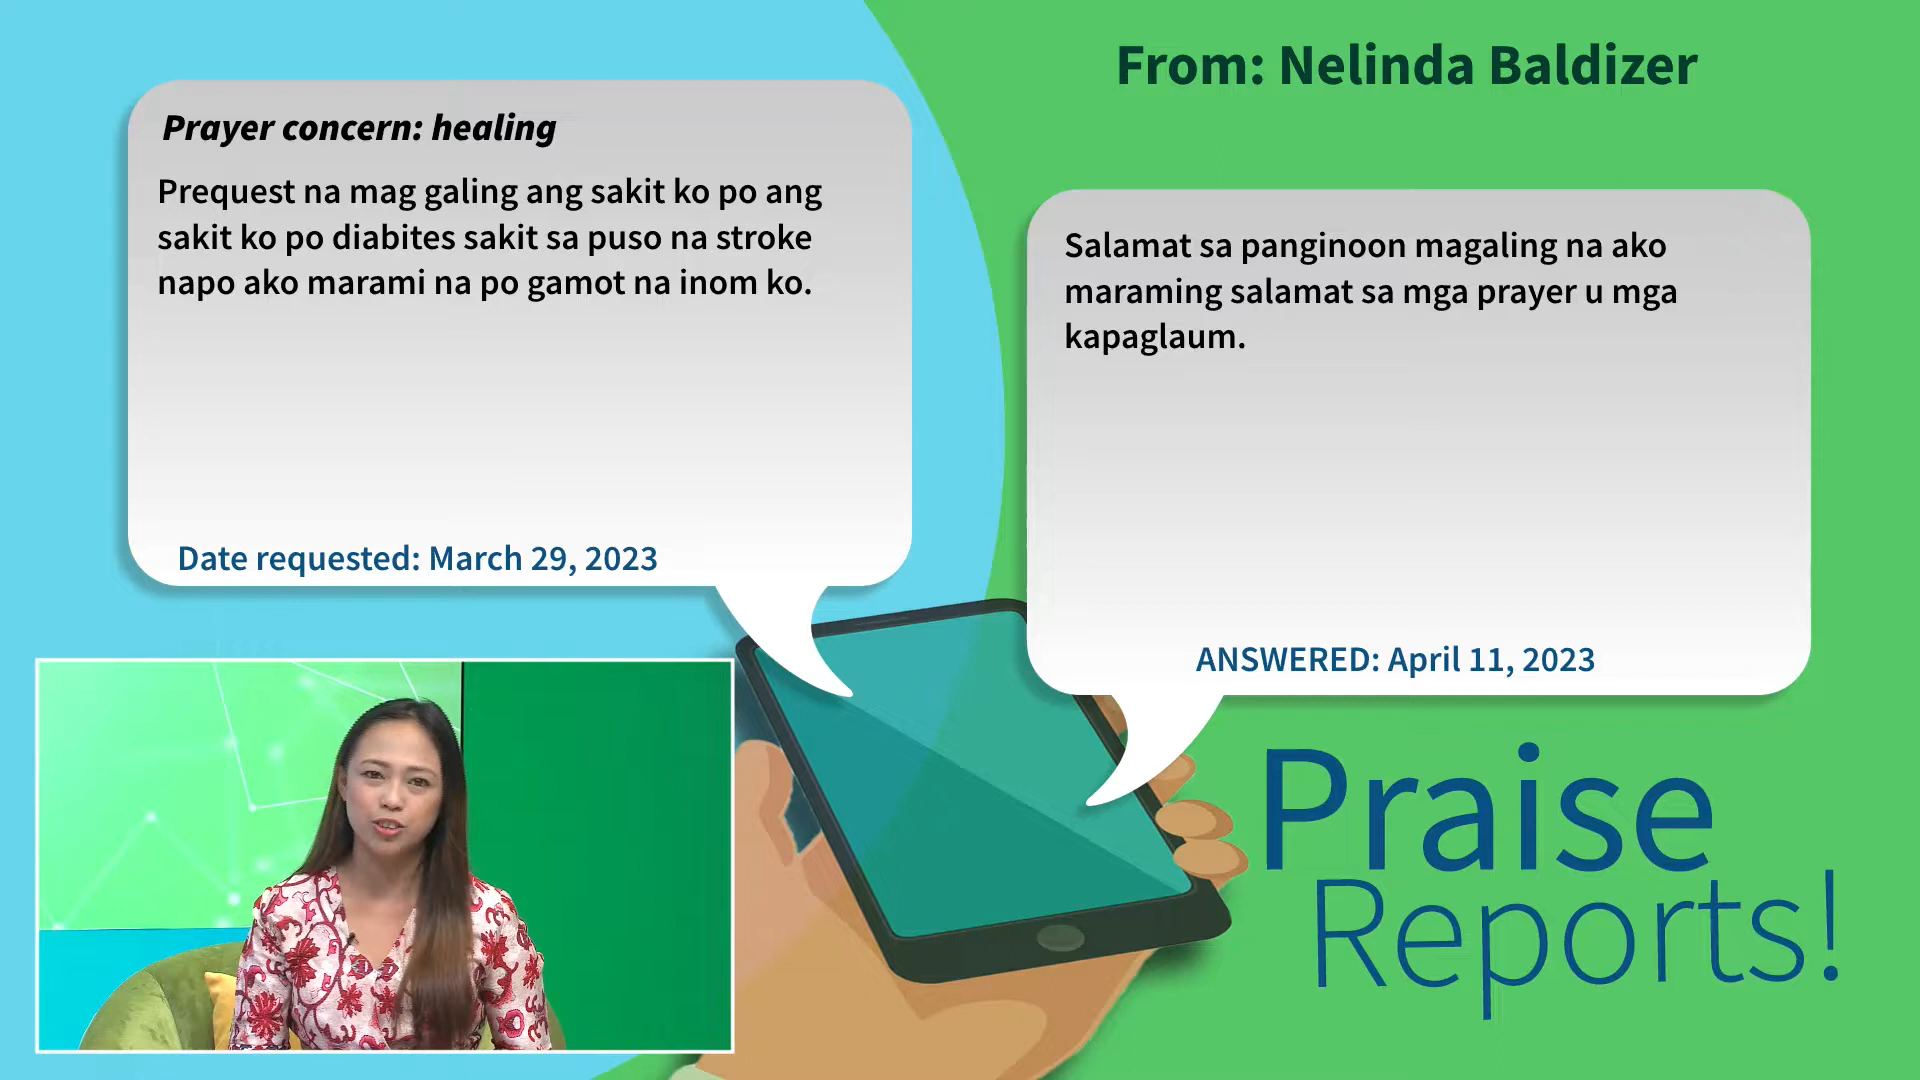 From: Nelinda Baldizer
Prayer concern: healing
Prequest na mag galing ang sakit ko po ang
sakit ko po diabites sakit sa puso na stroke
napo ako marami na po gamot na inom ko.
Date requested: March 29, 2023
Salamat sa panginoon magaling na ako
maraming salamat sa mga prayer u mga
kapaglaum.
ANSWERED: April 11, 2023
Praise
Reports!